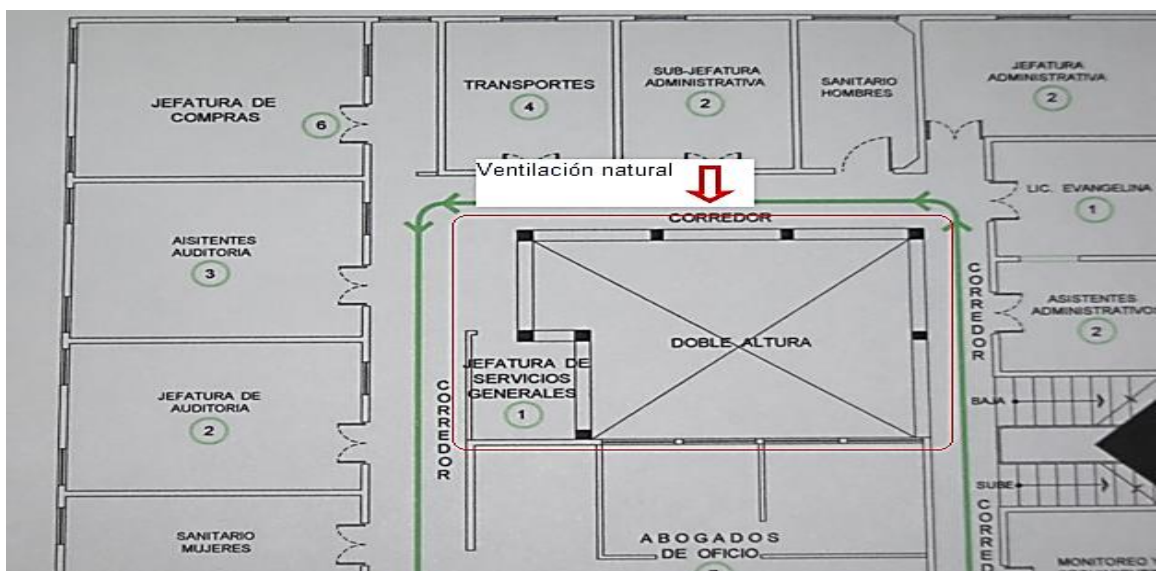 JEFATURA DE
COMPRAS
6
TRANSPORTES
4
SUB-JEFATURA
ADMINISTRATIVA
2
SANITARIO
HOMBRES
JEFATURA
ADMINISTRATIVA
2
Ventilación natural
CORREDOR
LIC. EVANGELINA
1
AISITENTES
AUDITORIA
3
CORREDOR
ASISTENTES
ADMINISTRATIVOS
2
DOBLE ALTURA
JEFATURA DE
SERVICIOS
GENERALES
1
JEFATURA DE
AUDITORIA
2
CORREDOR
BAJA
SUBE
SANITARIO
MUJERES
ABOGADOS
DE OFICIO
CORRED
MONITOREO Y